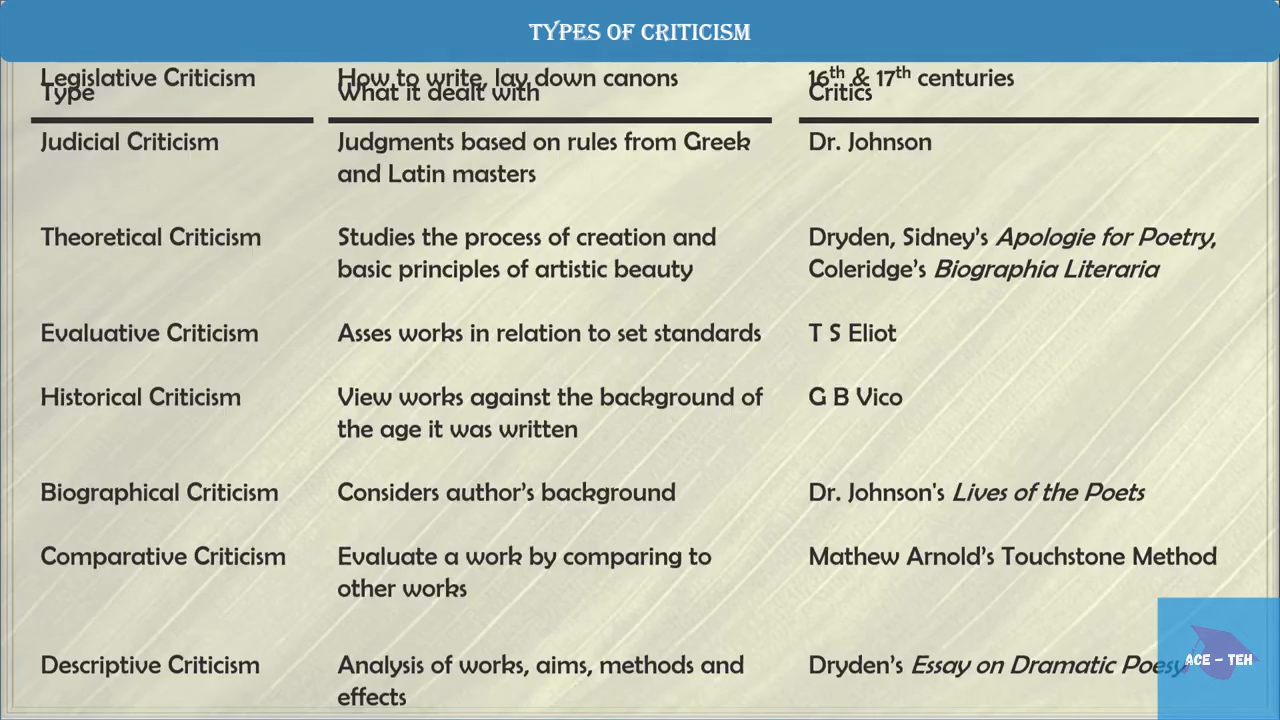 TYPES OF CRITICISM
Legislative Criticism How to write, lay down canons 16th & 17th centuries
Type What it dealt with Critics
Judicial Criticism Judgments based on rules from Greek Dr. Johnson
and Latin masters
Theoretical Criticism Studies the process of creation and Dryden, Sidney's Apologie for Poetry,
basic principles of artistic beauty Coleridge's Biographia Literaria
Evaluative Criticism Asses works in relation to set standards T S Eliot
Historical Criticism View works against the background of G B Vico
the age it was written
Biographical Criticism Considers author's background Dr. Johnson's Lives of the Poets
Comparative Criticism Evaluate a work by comparing to Mathew Arnold's Touchstone Method
other works
Descriptive Criticism Analysis of works, aims, methods and Dryden's Essay on Dramatic Poesy
effects
ACE – TEH